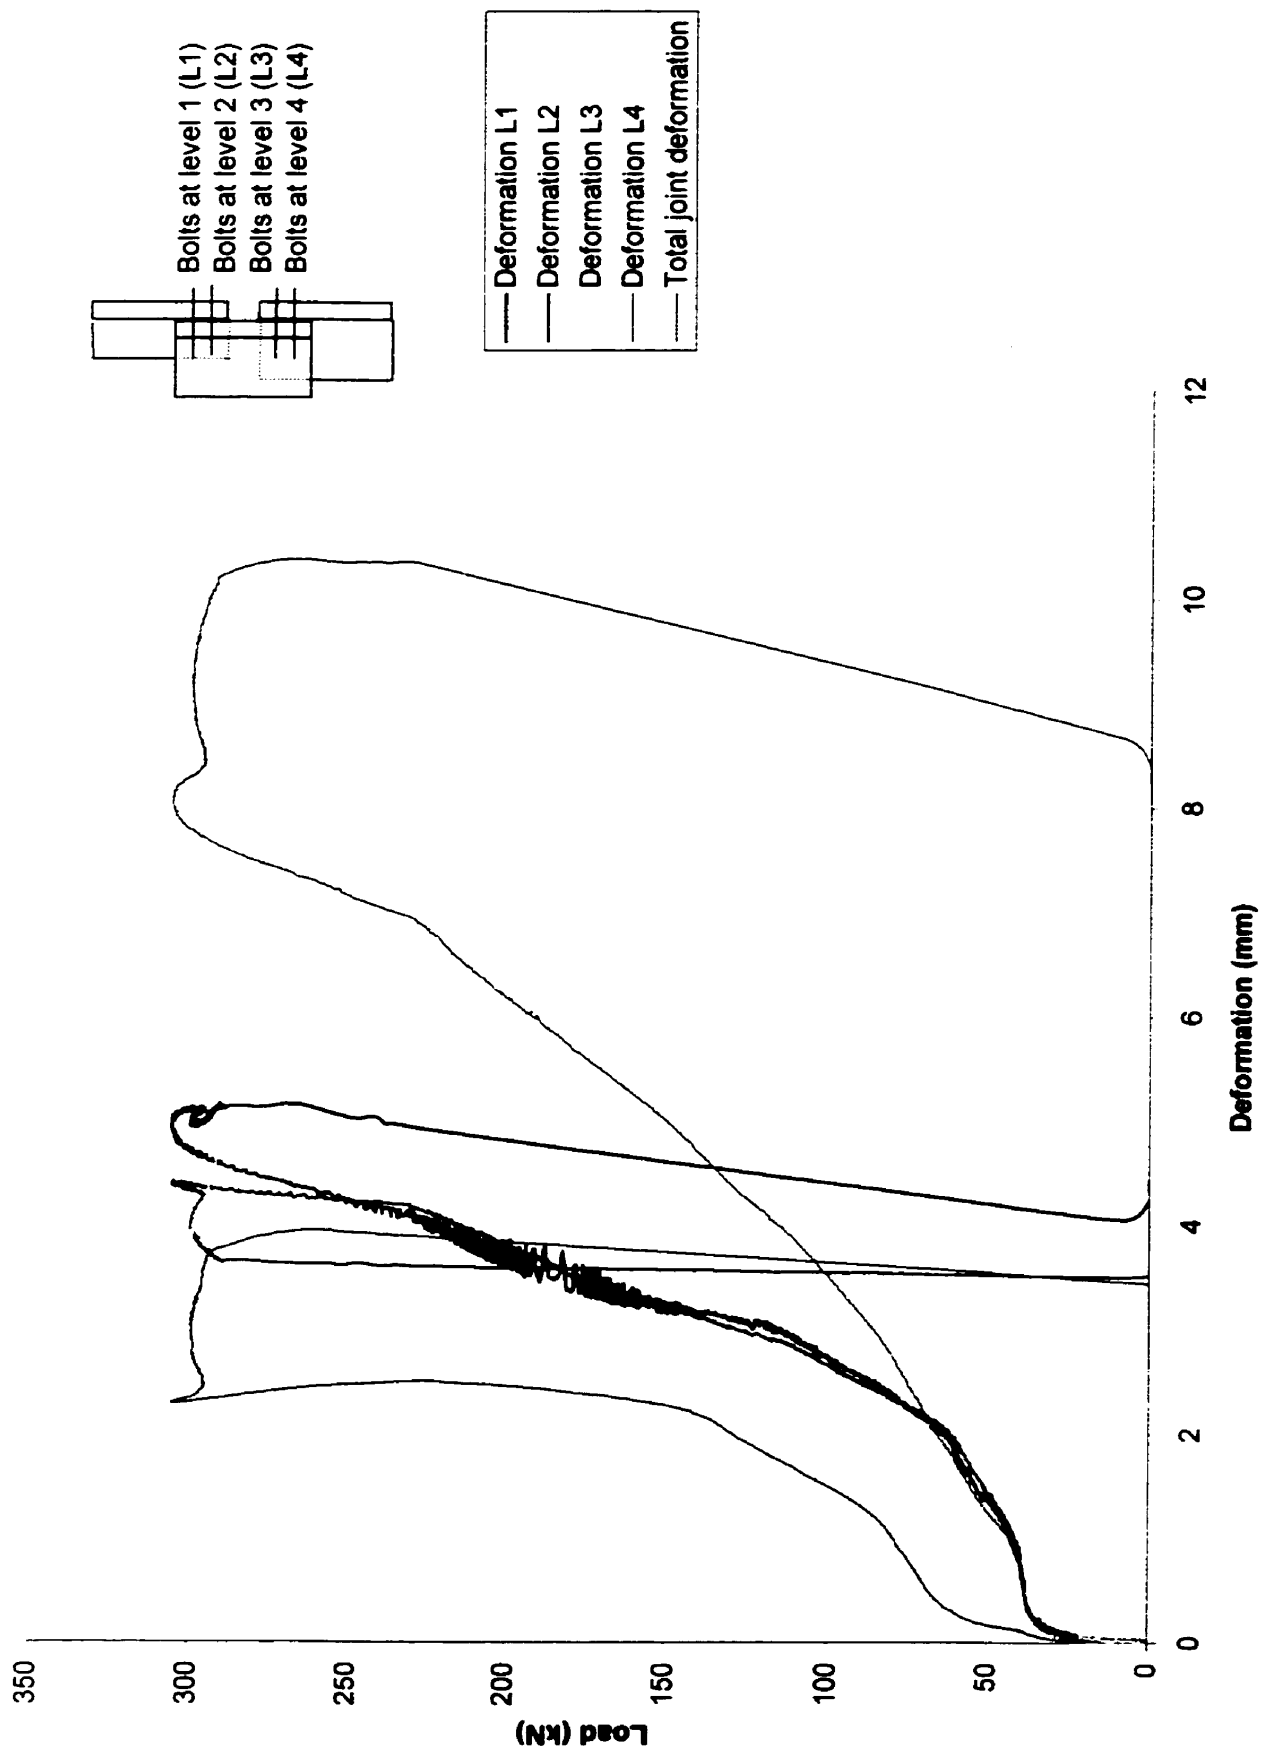 Bolts at level 1 (L1)
Bolts at level 2 (L2)
Bolts at level 3 (L3)
Bolts at level 4 (L4)
Deformation L1
Deformation L2
Deformation L3
Deformation L4
Total joint deformation
350
300
250
200
150
100
50
0
Load (kN)
0
2
4
6
8
10
12
Deformation (mm)